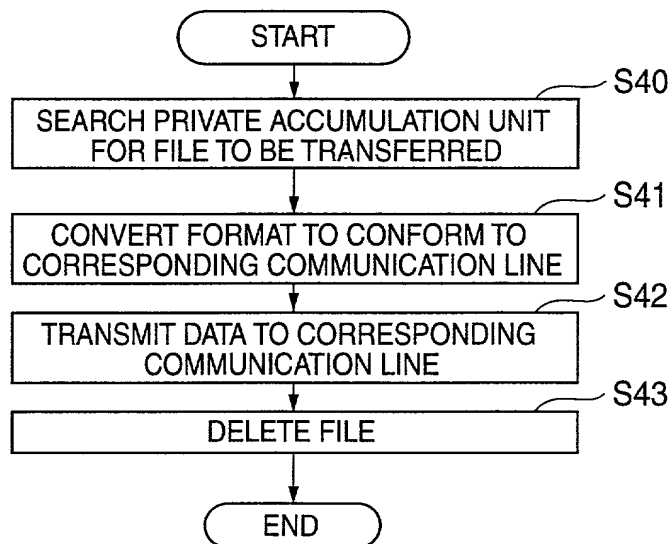 START
S40
SEARCH PRIVATE ACCUMULATION UNIT
FOR FILE TO BE TRANSFERRED
S41
CONVERT FORMAT TO CONFORM TO
CORRESPONDING COMMUNICATION LINE
S42
TRANSMIT DATA TO CORRESPONDING
COMMUNICATION LINE
S43
DELETE FILE
END